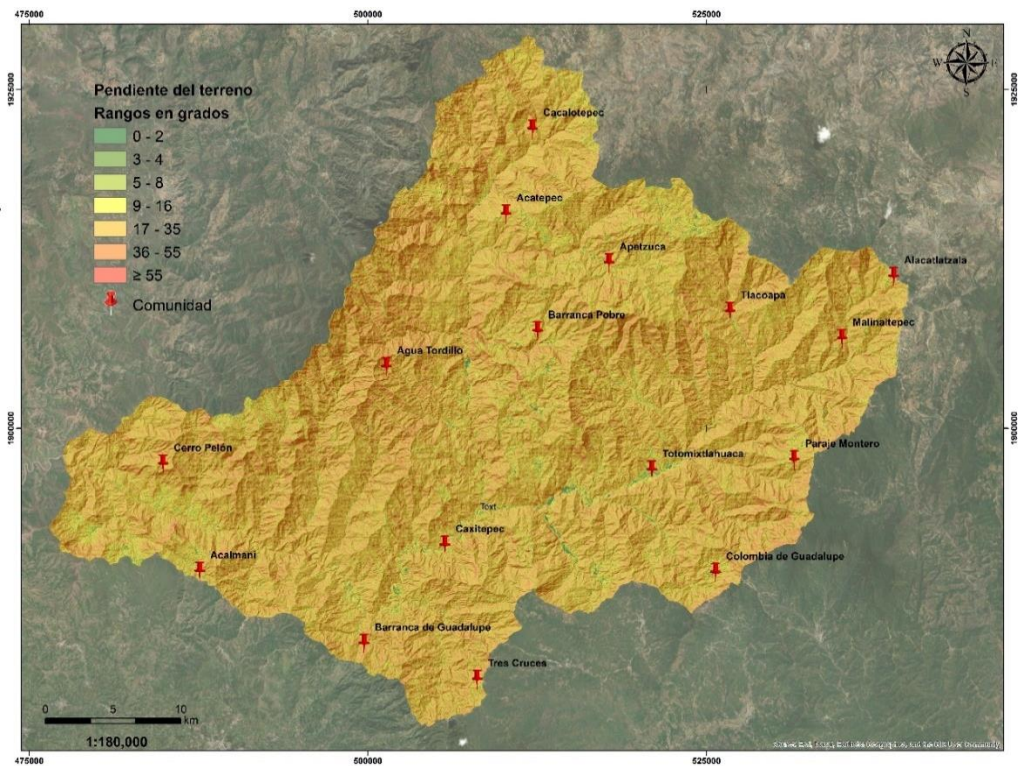 475000
500000
525000
1925000
1925000
N
W
E
S
Pendiente del terreno
Rangos en grados
0 - 2
3 - 4
5 - 8
9 - 16
17 - 35
36 - 55
≥ 55
Comunidad
Cacalotepec
Acatepec
Apetzuca
Alacatlatzala
Tlacoapa
Barranca Pobre
Malinaltepec
Agua Tordillo
1900000
1900000
Cerro Pelón
Paraje Montero
Totomixtlahuaca
Text
Caxitepec
Acalmani
Colombia de Guadalupe
Barranca de Guadalupe
Tres Cruces
0 5 10
km
1:180,000
475000
500000
525000